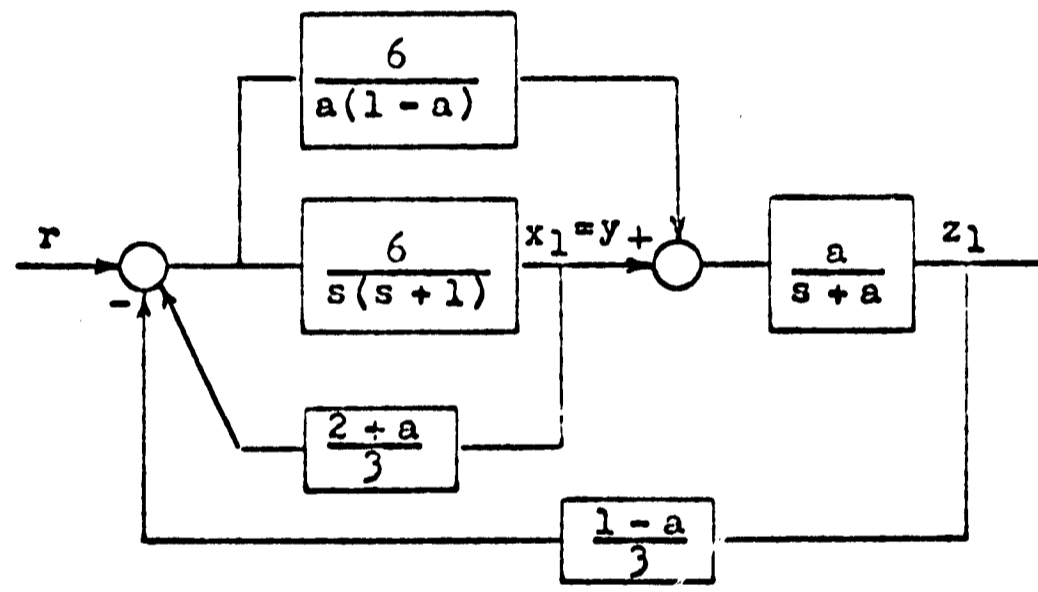 6
a(1 - a)
r
6
s(s + 1)
x1 = y +
a
s + a
z1
-
2 + a
3
1 - a
3